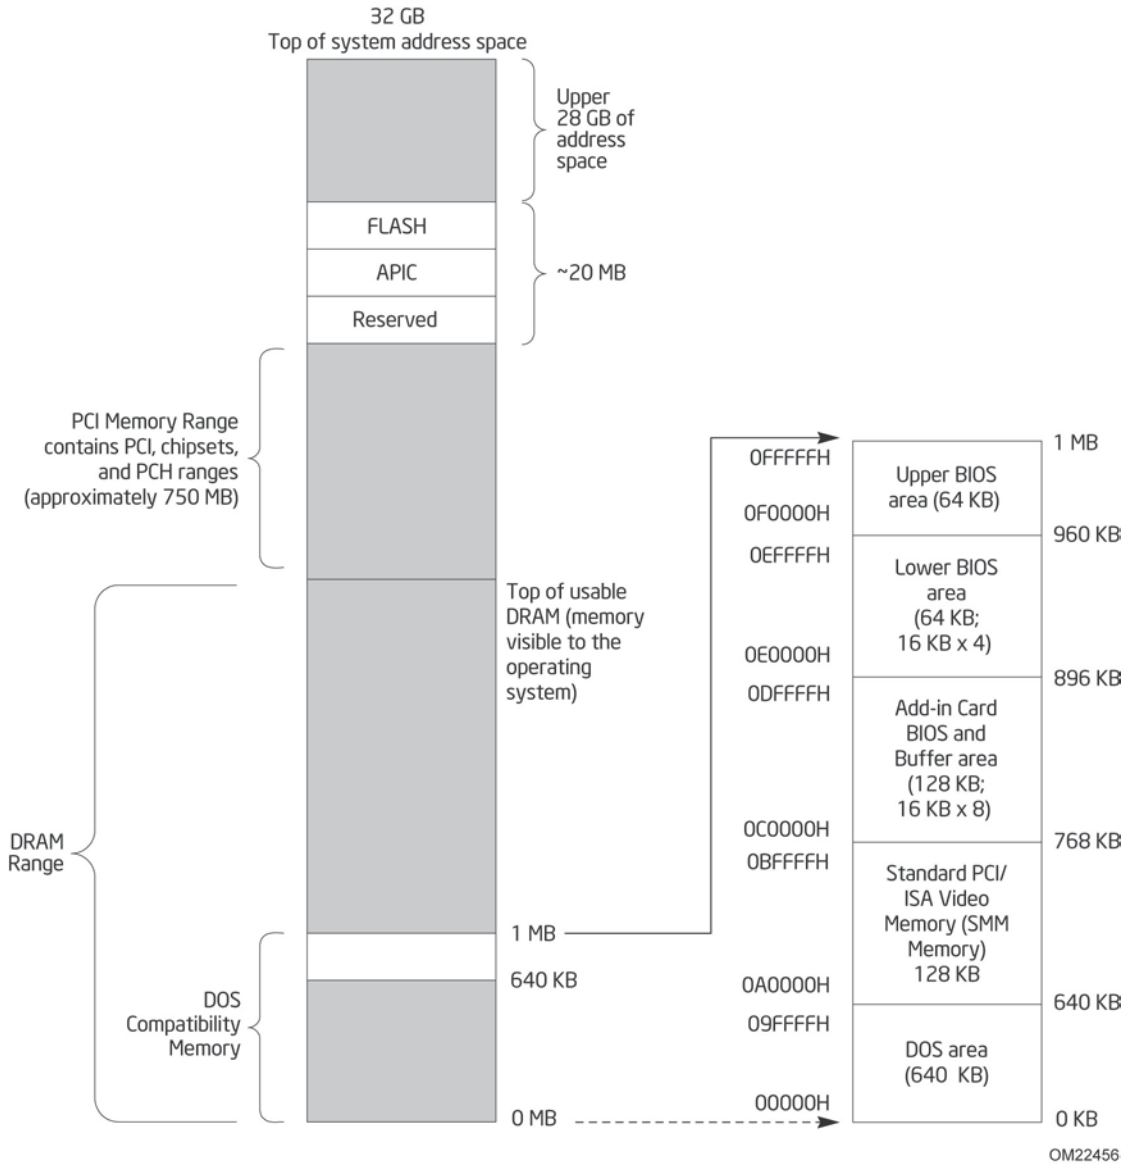 32 GB
Top of system address space
Upper
28 GB of
address
space
FLASH
APIC
~20 MB
Reserved
PCI Memory Range
contains PCI, chipsets,
and PCH ranges
(approximately 750 MB)
Top of usable
DRAM (memory
visible to the
operating
system)
DRAM
Range
1 MB
640 KB
DOS
Compatibility
Memory
0 MB
1 MB
0FFFFFH
Upper BIOS
area (64 KB)
0F0000H
960 KB
0EFFFFH
Lower BIOS
area
(64 KB;
16 KB x 4)
0E0000H
896 KB
0DFFFFH
Add-in Card
BIOS and
Buffer area
(128 KB;
16 KB x 8)
0C0000H
768 KB
0BFFFFH
Standard PCI/
ISA Video
Memory (SMM
Memory)
128 KB
0A0000H
640 KB
09FFFFH
DOS area
(640 KB)
00000H
0 KB
OM22456